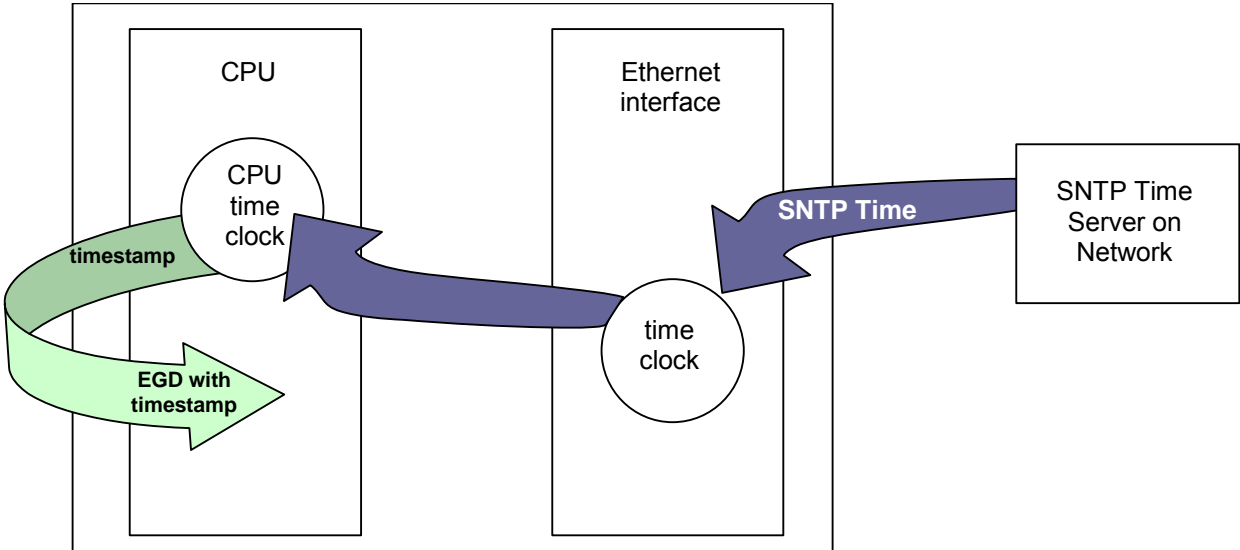 CPU
Ethernet
interface
CPU
time
clock
SNTP Time
SNTP Time
Server on
Network
timestamp
time
clock
EGD with
timestamp